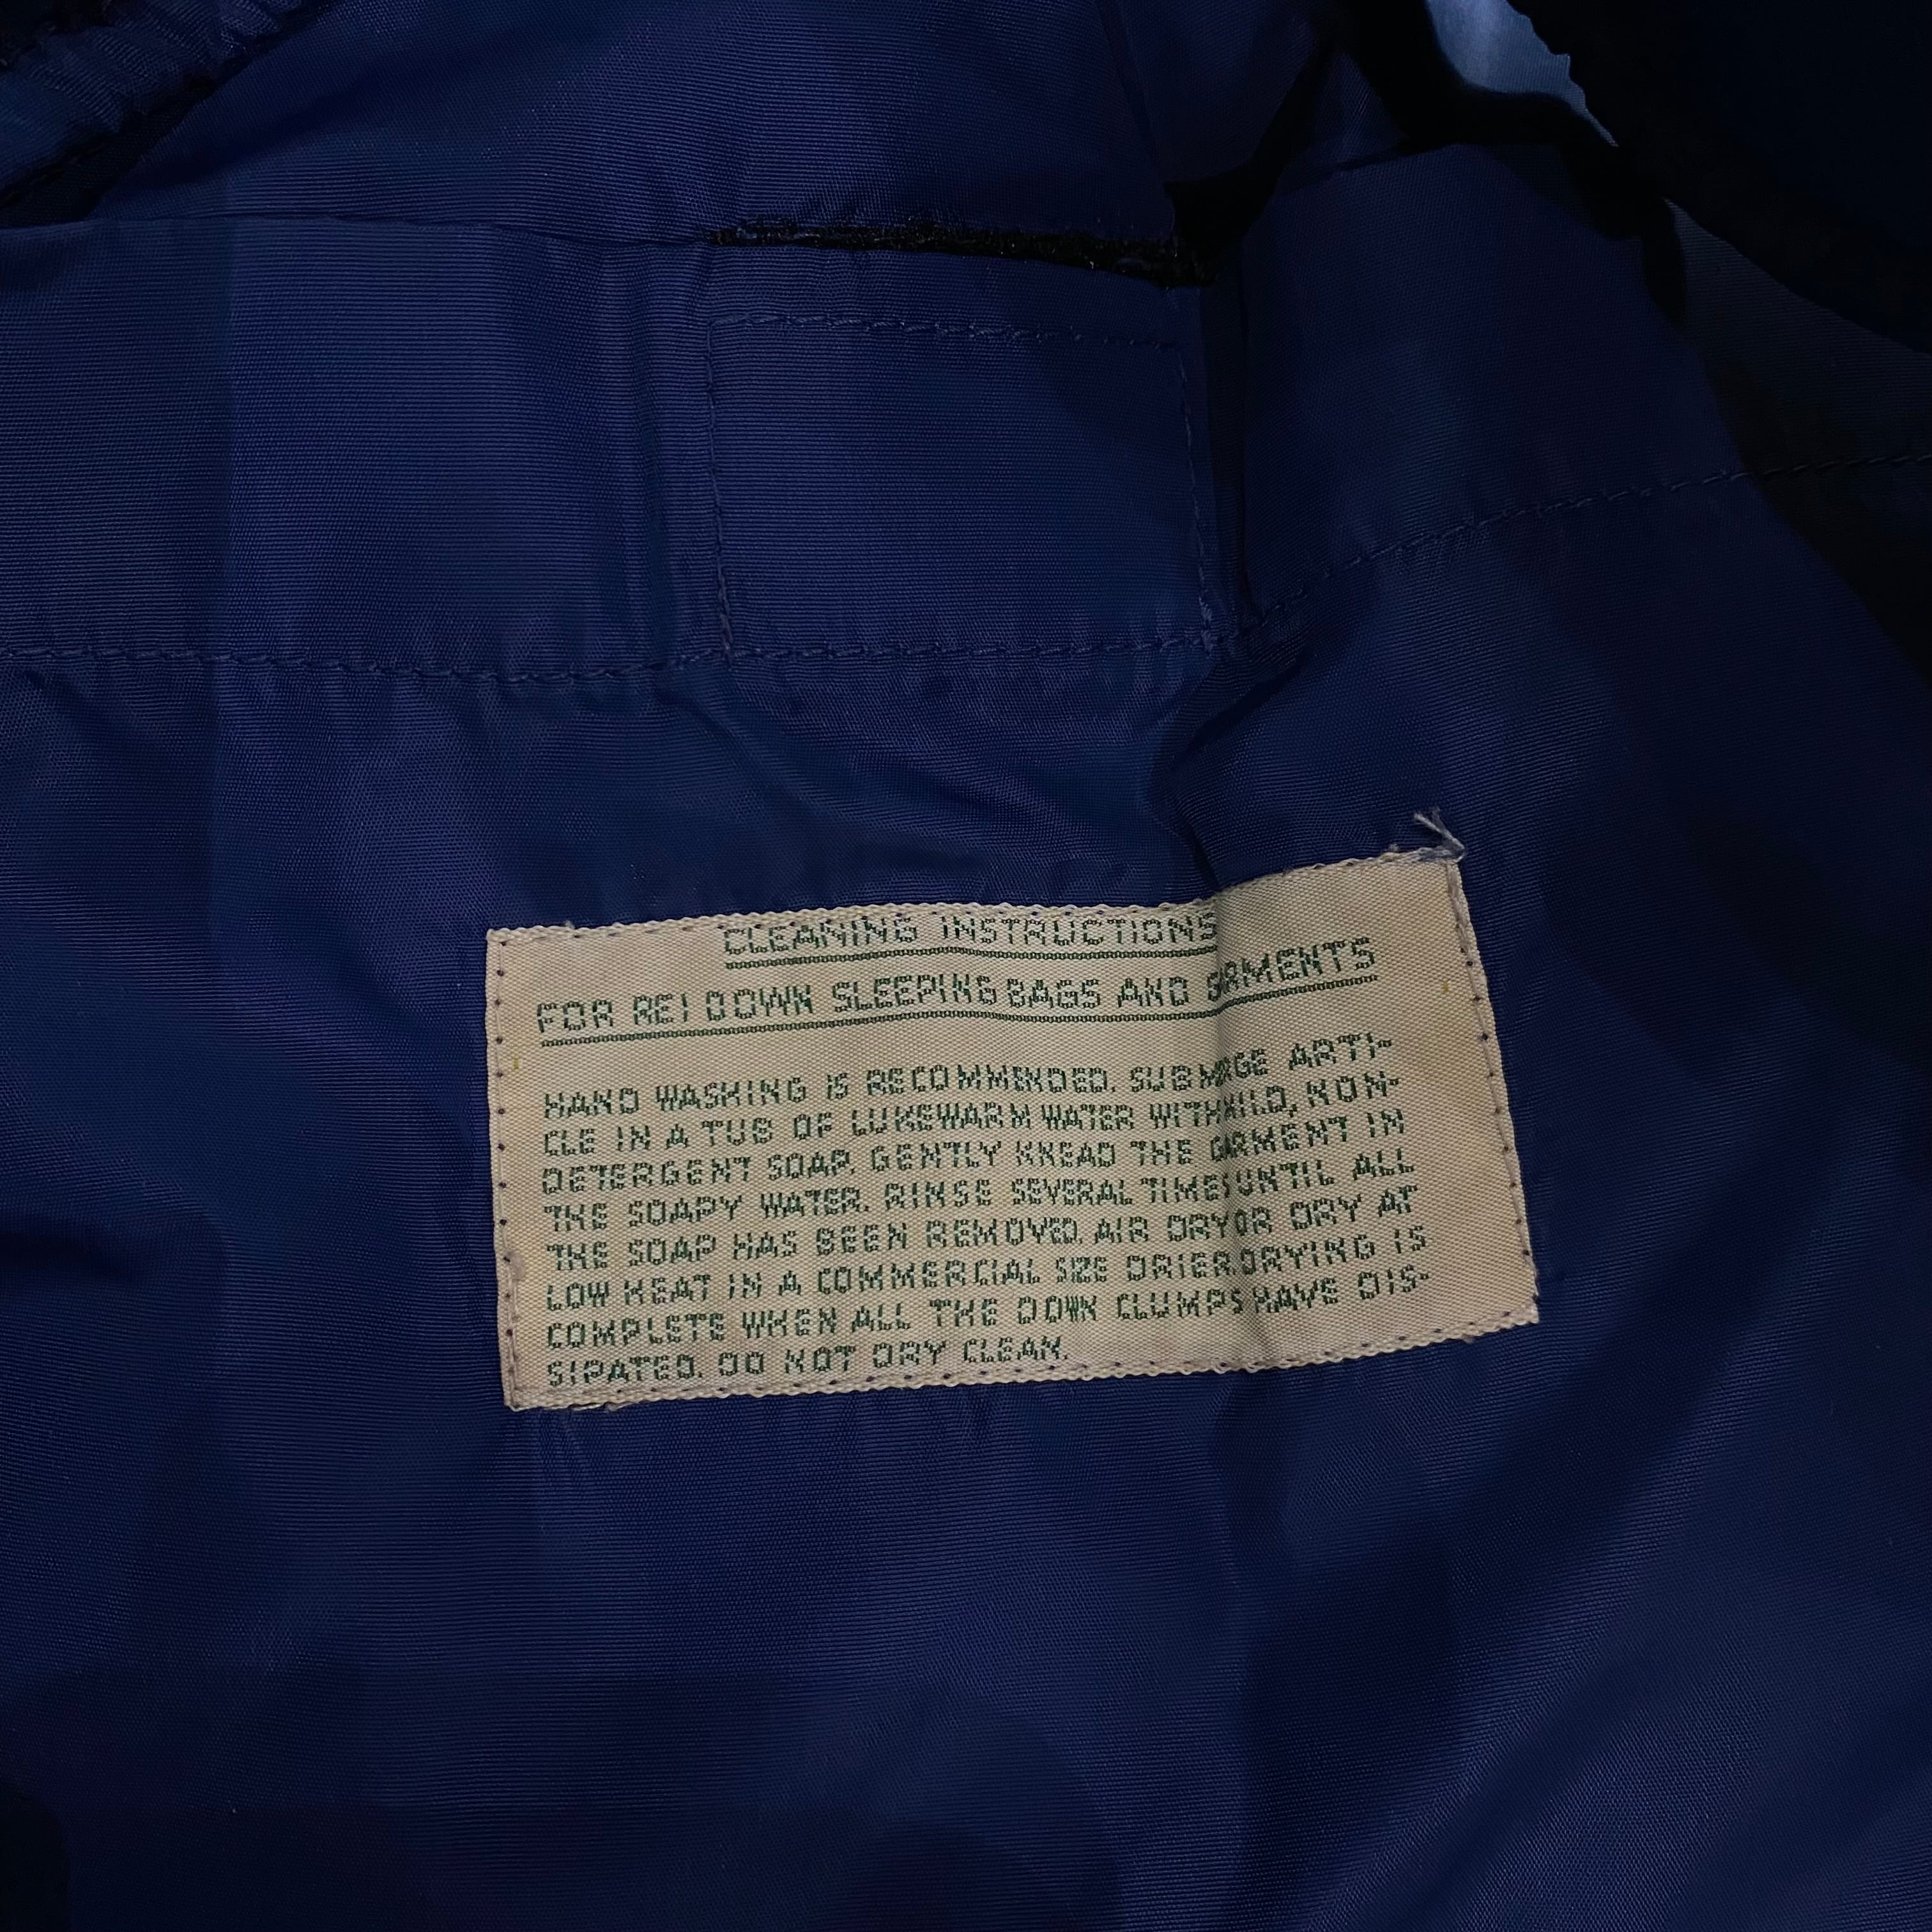 CLEANING INSTRUCTIONS
FOR REI DOWN SLEEPING BAGS AND GARMENTS
HAND WASHING IS RECOMMENDED. SUBMERGE ARTI-
CLE IN A TUB OF LUKEWARM WATER WITH MILD, NON-
DETERGENT SOAP. GENTLY KNEAD THE GARMENT IN
THE SOAPY WATER. RINSE SEVERAL TIMES UNTIL ALL
THE SOAP HAS BEEN REMOVED. AIR DRY OR DRY AT
LOW HEAT IN A COMMERCIAL SIZE DRIER. DRYING IS
COMPLETE WHEN ALL THE DOWN CLUMPS HAVE DIS-
SIPATED. DO NOT DRY CLEAN.